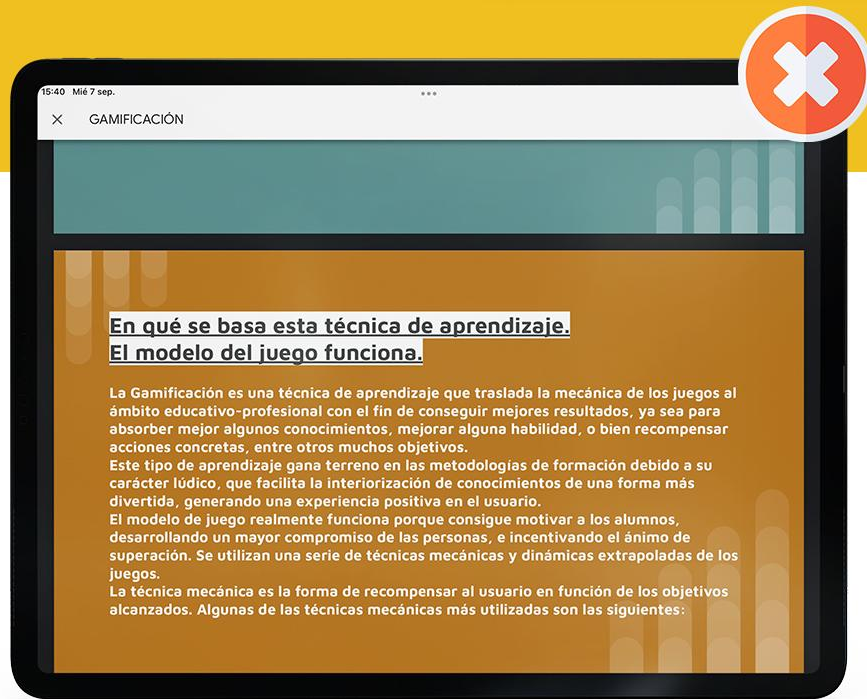 15:40 Mié 7 sep.
GAMIFICACIÓN
En qué se basa esta técnica de aprendizaje.
El modelo del juego funciona.
La Gamificación es una técnica de aprendizaje que traslada la mecánica de los juegos al
ámbito educativo-profesional con el fin de conseguir mejores resultados, ya sea para
absorber mejor algunos conocimientos, mejorar alguna habilidad, o bien recompensar
acciones concretas, entre otros muchos objetivos.
Este tipo de aprendizaje gana terreno en las metodologías de formación debido a su
carácter lúdico, que facilita la interiorización de conocimientos de una forma más
divertida, generando una experiencia positiva en el usuario.
El modelo de juego realmente funciona porque consigue motivar a los alumnos,
desarrollando un mayor compromiso de las personas, e incentivando el ánimo de
superación. Se utilizan una serie de técnicas mecánicas y dinámicas extrapoladas de los
juegos.
La técnica mecánica es la forma de recompensar al usuario en función de los objetivos
alcanzados. Algunas de las técnicas mecánicas más utilizadas son las siguientes: